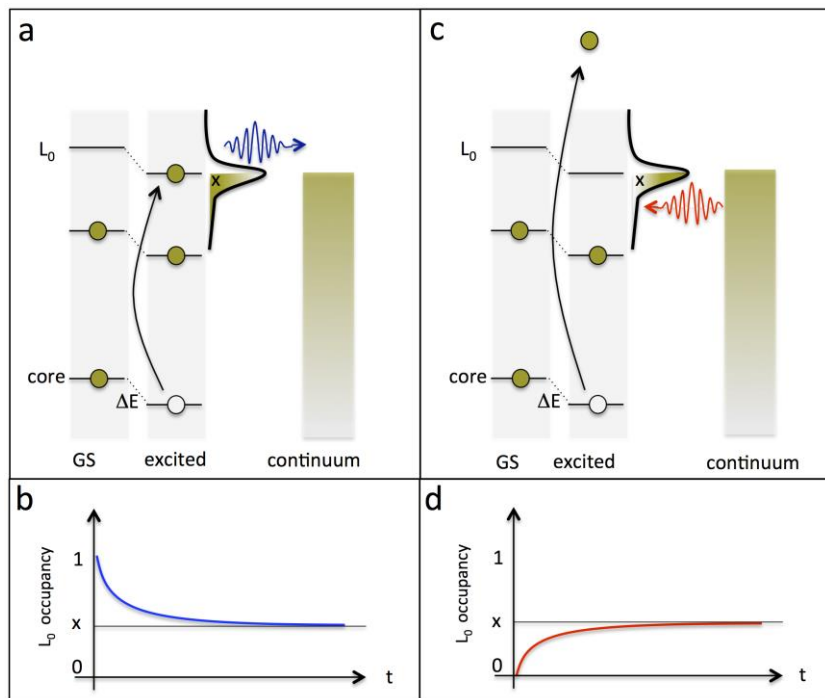 a
L₀
x
core
ΔE
GS excited continuum
c
L₀
x
core
ΔE
GS excited continuum
b
L₀ occupancy
1
x
0
t
d
L₀ occupancy
1
x
0
t